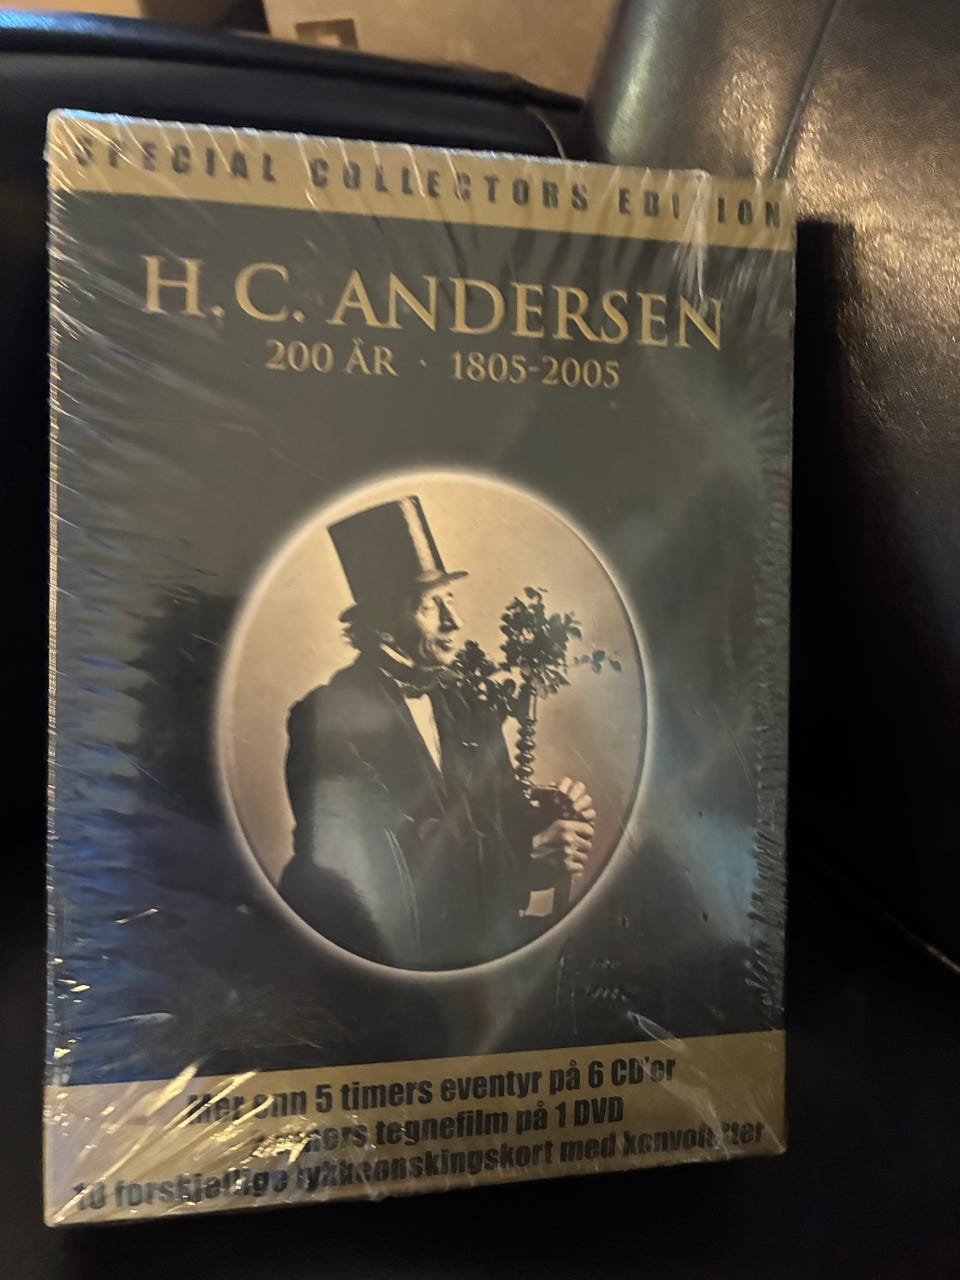 SPECIAL COLLECTORS EDITION
H.C. ANDERSEN
200 ÅR · 1805-2005
Mer enn 5 timers eventyr på 6 CD'er
timers tegnefilm på 1 DVD
10 forskjellige lykkeønskingskort med konvolutter